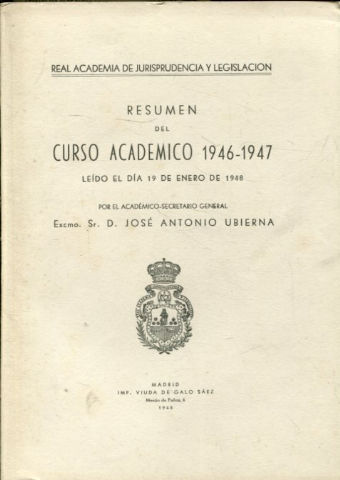 REAL ACADEMIA DE JURISPRUDENCIA Y LEGISLACION
RESUMEN
DEL
CURSO ACADEMICO 1946-1947
LEÍDO EL DÍA 19 DE ENERO DE 1948
POR EL ACADÉMICO-SECRETARIO GENERAL
Excmo. Sr. D. JOSÉ ANTONIO UBIERNA
MADRID
IMP. VIUDA DE GALO SÁEZ
Mesón de Paños, 6
1948